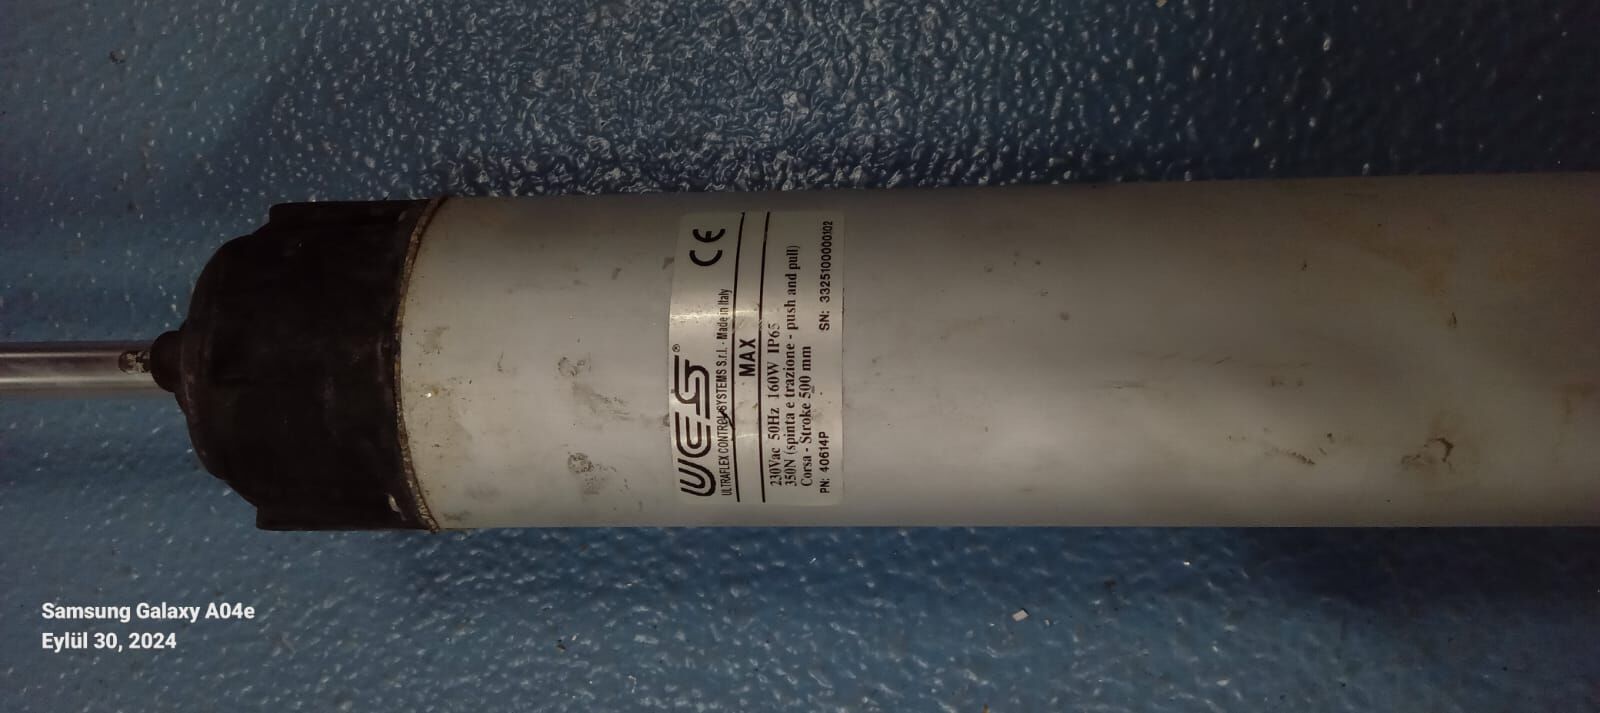 UCS®
CE
ULTRAFLEX CONTROL SYSTEMS S.r.l. - Made in Italy
MAX
230Vac 50Hz 160W IP65
350N (spinta e trazione - push and pull)
Corsa - Stroke 500 mm
PN: 40614P SN: 3325100000102
Samsung Galaxy A04e
Eylül 30, 2024